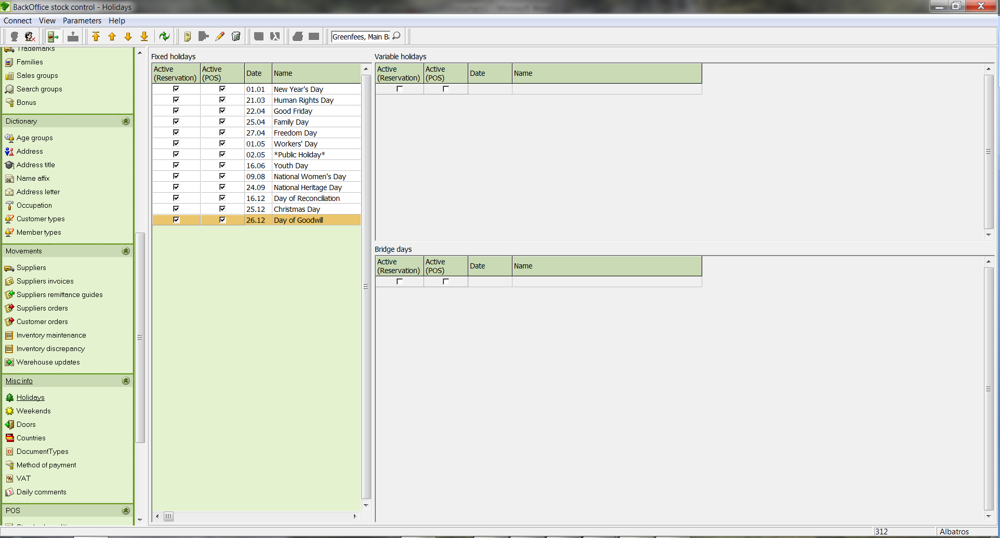 BackOffice stock control - Holidays
Connect View Parameters Help
Greenfees, Main Ba
Trademarks
Families
Sales groups
Search groups
Bonus
Dictionary
Age groups
Address
Address title
Name affix
Address letter
Occupation
Customer types
Member types
Movements
Suppliers
Suppliers invoices
Suppliers remittance guides
Suppliers orders
Customer orders
Inventory maintenance
Inventory discrepancy
Warehouse updates
Misc info
Holidays
Weekends
Doors
Countries
DocumentTypes
Method of payment
VAT
Daily comments
POS
Fixed holidays
Active (Reservation) Active (POS) Date Name
01.01 New Year's Day
21.03 Human Rights Day
22.04 Good Friday
25.04 Family Day
27.04 Freedom Day
01.05 Workers' Day
02.05 *Public Holiday*
16.06 Youth Day
09.08 National Women's Day
24.09 National Heritage Day
16.12 Day of Reconciliation
25.12 Christmas Day
26.12 Day of Goodwill
Variable holidays
Active (Reservation) Active (POS) Date Name
Bridge days
Active (Reservation) Active (POS) Date Name
312 Albatros